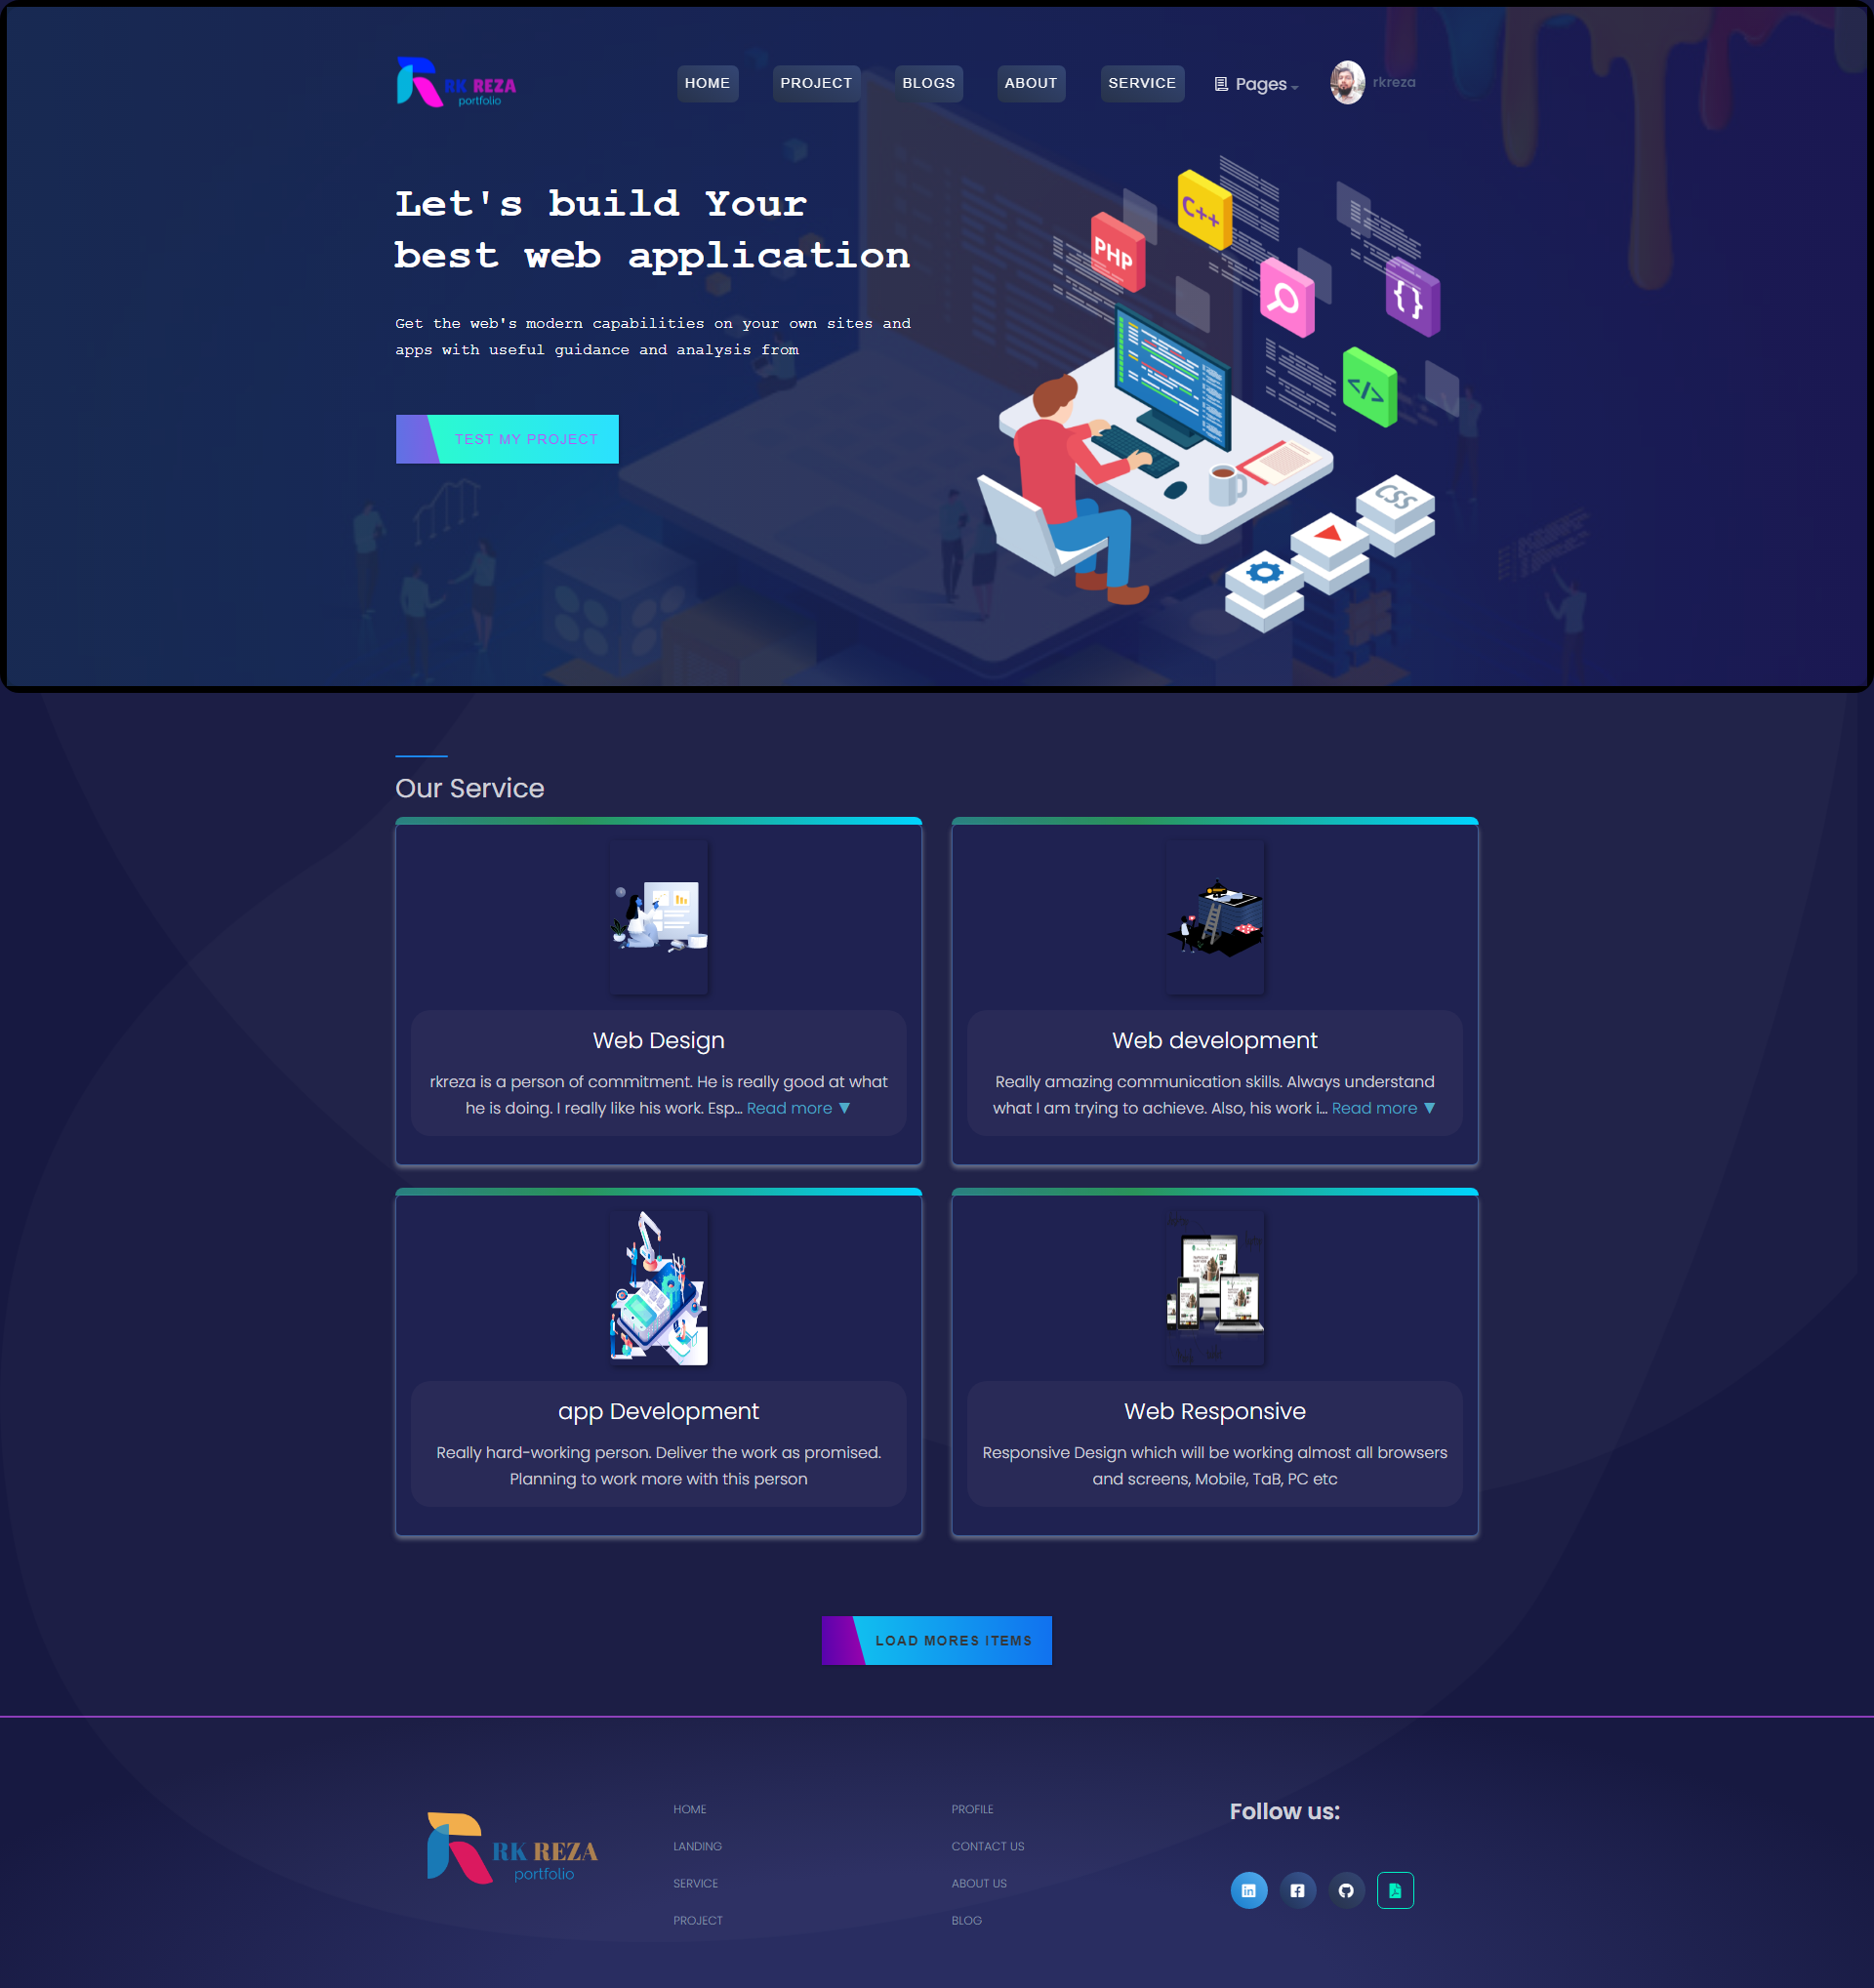 RK REZA
portfolio
HOME
PROJECT
BLOGS
ABOUT
SERVICE
Pages
rkreza
Let's build Your
best web application
Get the web's modern capabilities on your own sites and
apps with useful guidance and analysis from
TEST MY PROJECT
C++
PHP
{}
</>
CSS
Our Service
Web Design
rkreza is a person of commitment. He is really good at what
he is doing. I really like his work. Esp... Read more ▼
Web development
Really amazing communication skills. Always understand
what I am trying to achieve. Also, his work i... Read more ▼
app Development
Really hard-working person. Deliver the work as promised.
Planning to work more with this person
Web Responsive
Responsive Design which will be working almost all browsers
and screens, Mobile, TaB, PC etc
LOAD MORES ITEMS
RK REZA
portfolio
HOME
LANDING
SERVICE
PROJECT
PROFILE
CONTACT US
ABOUT US
BLOG
Follow us:
in